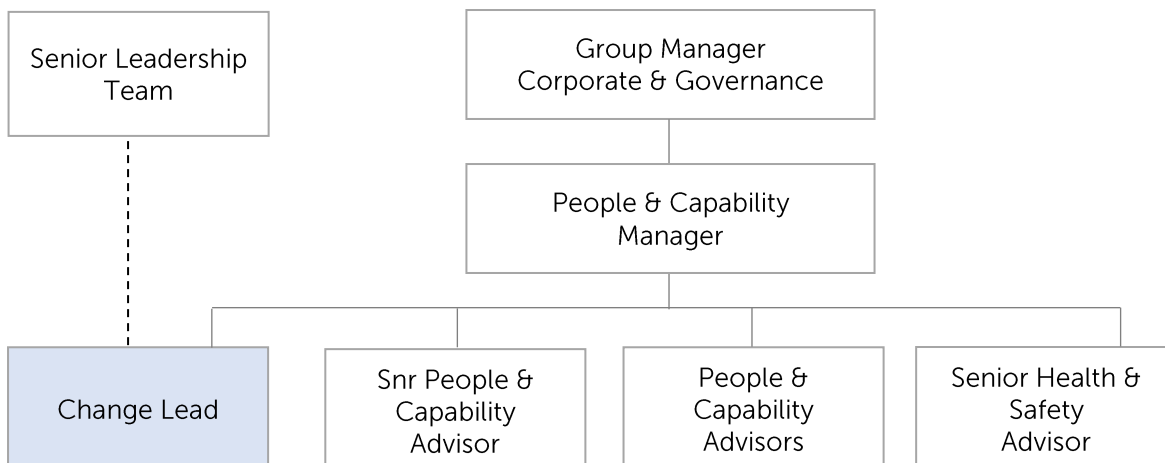 Senior Leadership
Team
Group Manager
Corporate & Governance
People & Capability
Manager
Change Lead
Snr People &
Capability
Advisor
People &
Capability
Advisors
Senior Health &
Safety
Advisor